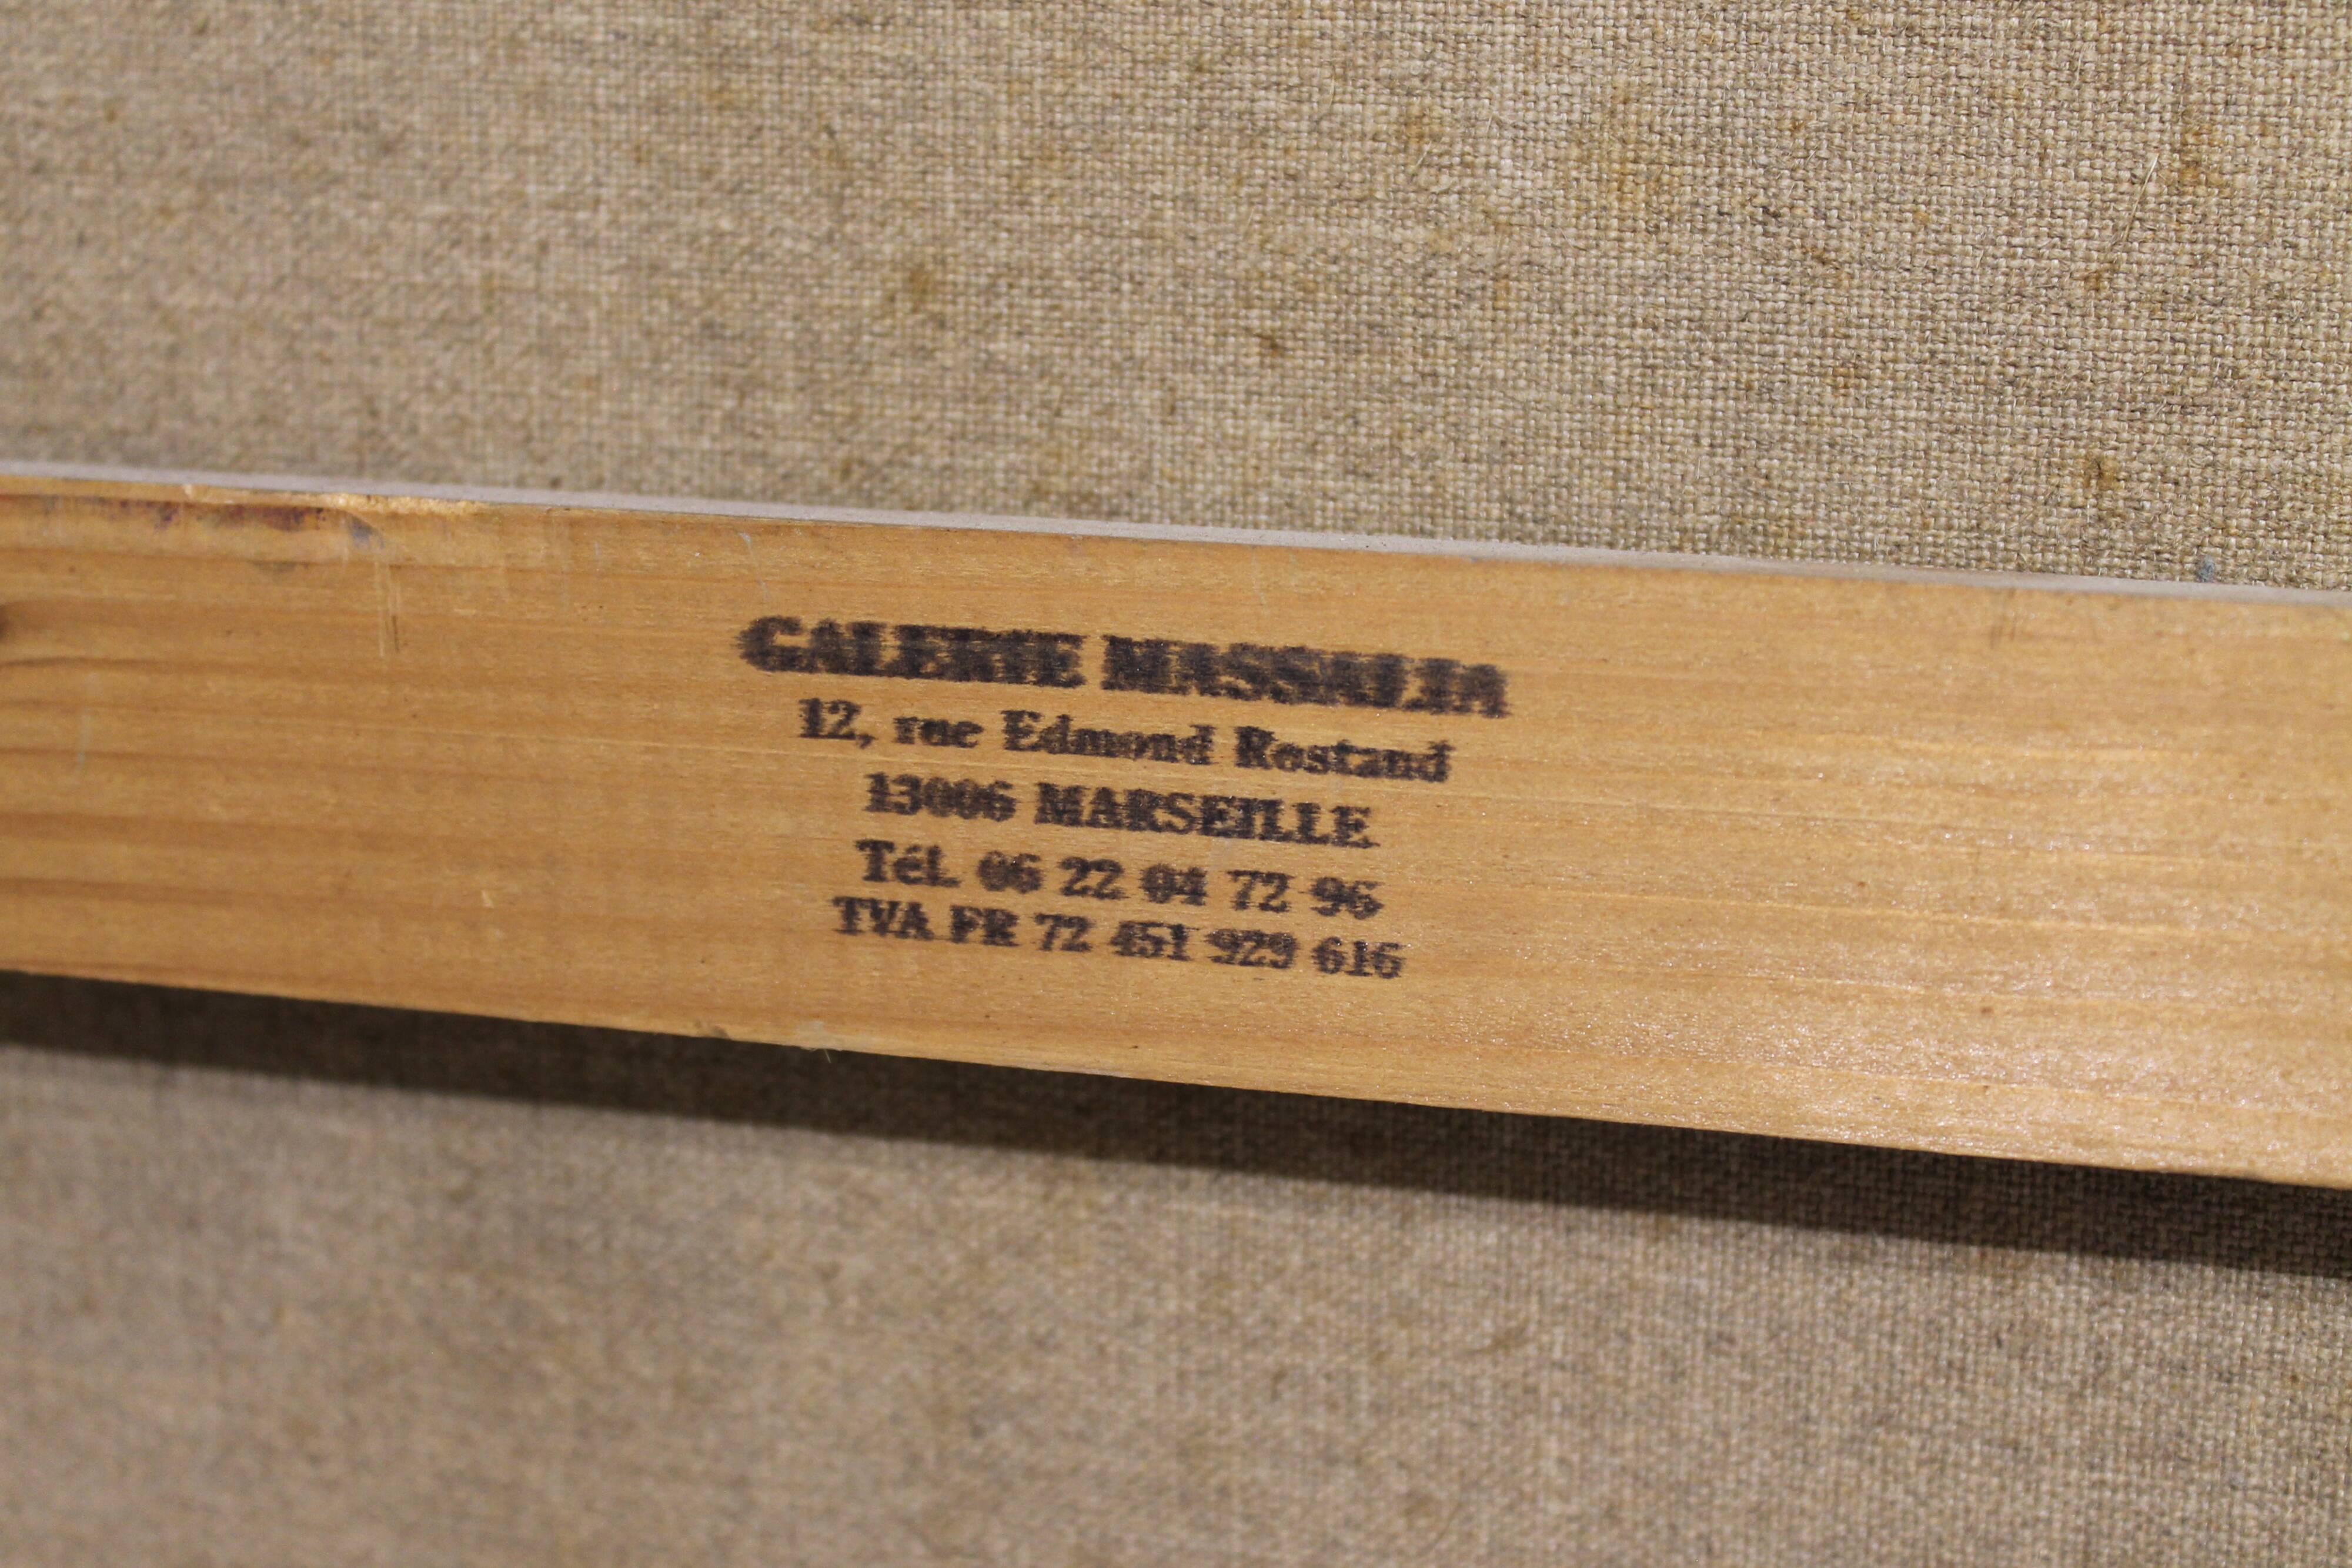 GALERIE MASSALIA
12, rue Edmond Rostand
13006 MARSEILLE
Tél. 06 22 04 72 96
TVA FR 72 451 929 616